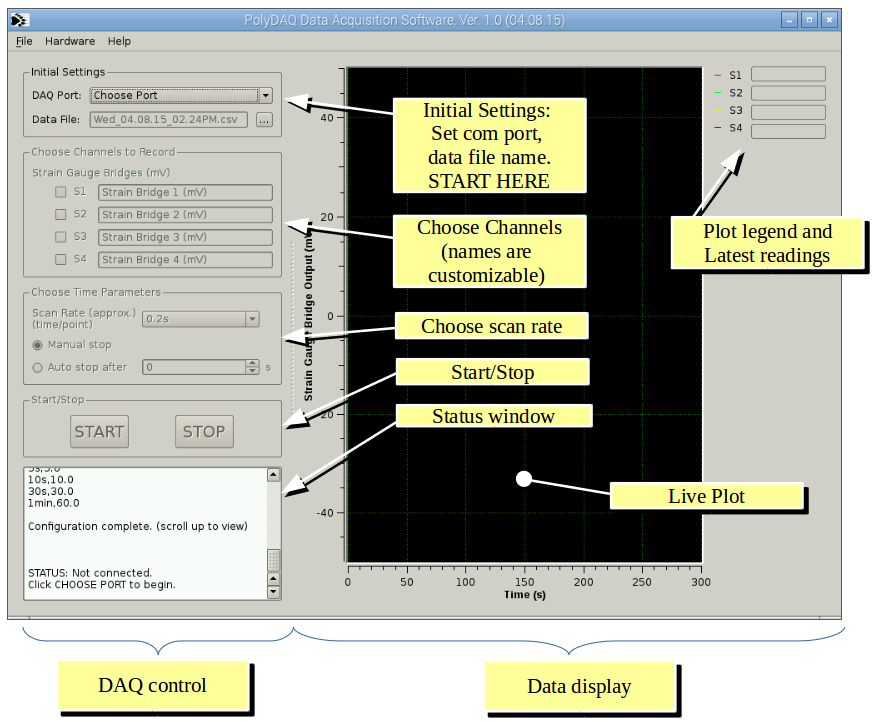 PolyDAQ Data Acquisition Software, Ver. 1.0 (04.08.15)
File Hardware Help
Initial Settings
DAQ Port: Choose Port
Data File: Wed_04.08.15_02.24PM.csv ...
Choose Channels to Record
Strain Gauge Bridges (mV)
S1 Strain Bridge 1 (mV)
S2 Strain Bridge 2 (mV)
S3 Strain Bridge 3 (mV)
S4 Strain Bridge 4 (mV)
Choose Time Parameters
Scan Rate (approx.)
(time/point)
0.2s
Manual stop
Auto stop after 0 s
Start/Stop
START STOP
5s,5.0
10s,10.0
30s,30.0
1min,60.0
Configuration complete. (scroll up to view)
STATUS: Not connected.
Click CHOOSE PORT to begin.
Strain Gauge Bridge Output (mV)
40
20
0
-20
-40
0 50 100 150 200 250 300
Time (s)
S1
S2
S3
S4
Initial Settings:
Set com port,
data file name.
START HERE
Choose Channels
(names are
customizable)
Choose scan rate
Start/Stop
Status window
Live Plot
Plot legend and
Latest readings
DAQ control
Data display